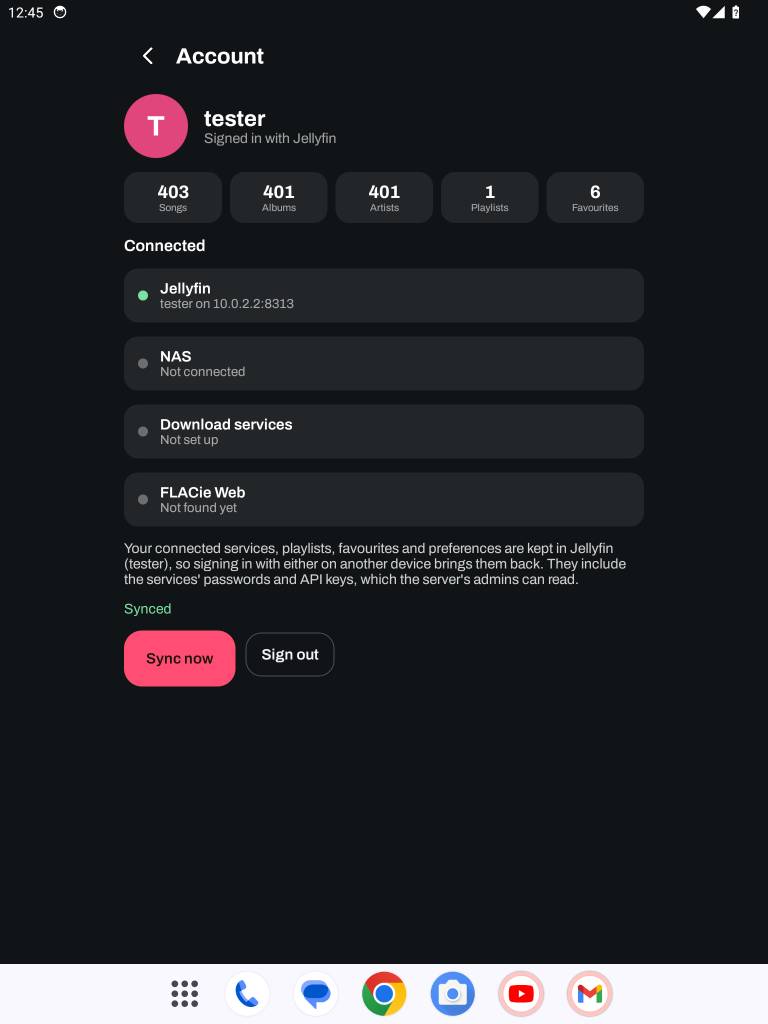 12:45
Account
T
tester
Signed in with Jellyfin
403
Songs
401
Albums
401
Artists
1
Playlists
6
Favourites
Connected
Jellyfin
tester on 10.0.2.2:8313
NAS
Not connected
Download services
Not set up
FLACie Web
Not found yet
Your connected services, playlists, favourites and preferences are kept in Jellyfin
(tester), so signing in with either on another device brings them back. They include
the services' passwords and API keys, which the server's admins can read.
Synced
Sync now
Sign out